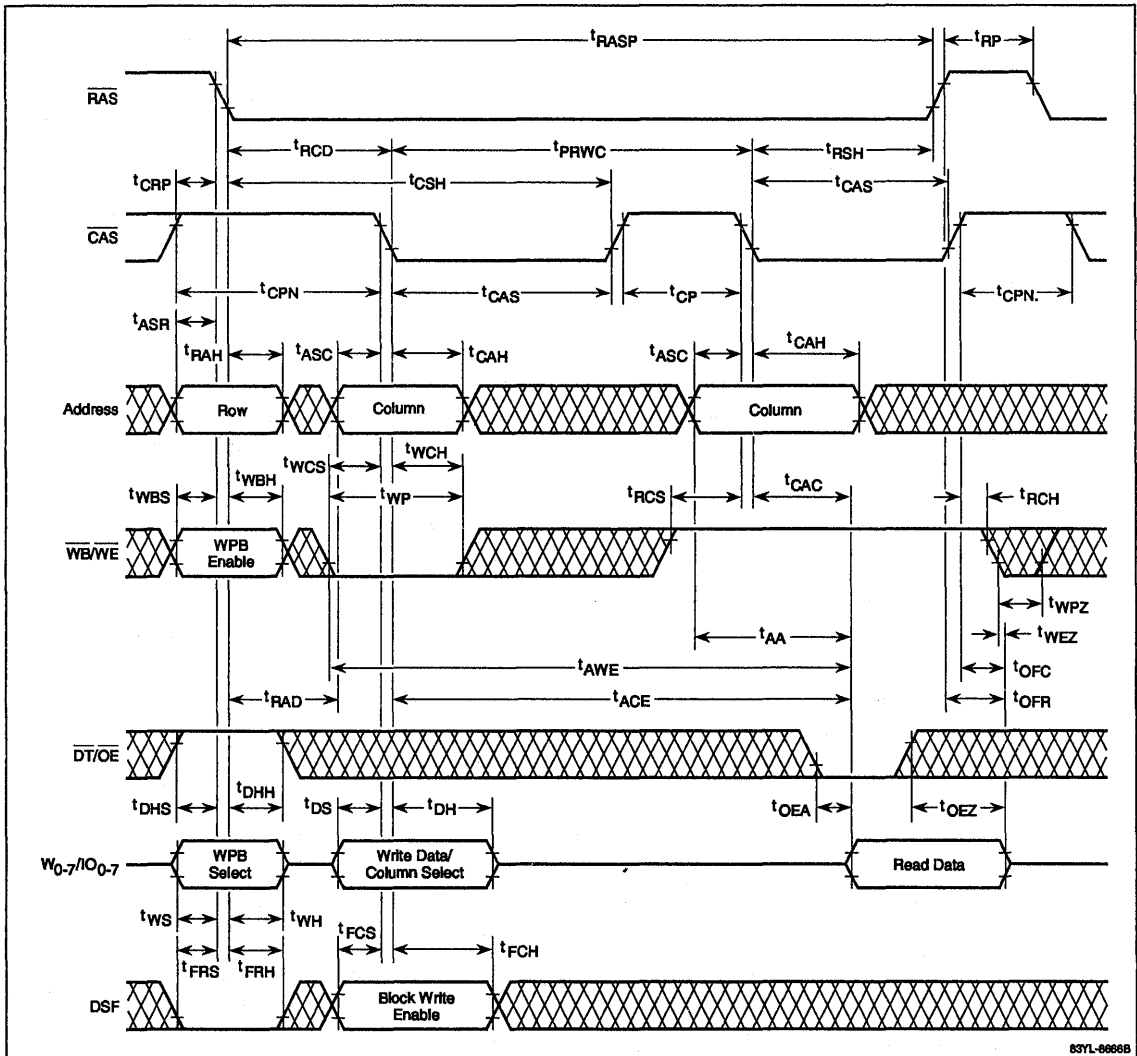 tRASP
tRP
RAS
tRCD
tPRWC
tRSH
tCRP
tCSH
tCAS
CAS
tCPN
tCAS
tCP
tCPN.
tASR
tRAH
tASC
tCAH
tASC
tCAH
Address
Row
Column
Column
tWCS
tWCH
tWBS
tWBH
tWP
tRCS
tCAC
tRCH
WB/WE
WPB
Enable
tWPZ
tAA
tWEZ
tAWE
tOFC
tRAD
tACE
tOFR
DT/OE
tDHS
tDHH
tDS
tDH
tOEA
tOEZ
W0-7/IO0-7
WPB
Select
Write Data/
Column Select
Read Data
tWS
tWH
tFCS
tFCH
tFRS
tFRH
DSF
Block Write
Enable
83YL-8666B